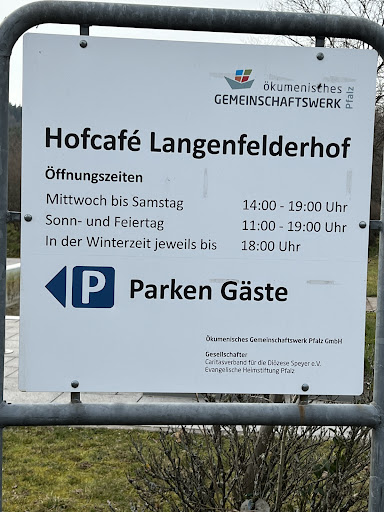 ökumenisches
GEMEINSCHAFTSWERK
Pfalz
Hofcafé Langenfelderhof
Öffnungszeiten
Mittwoch bis Samstag 14:00 - 19:00 Uhr
Sonn- und Feiertag 11:00 - 19:00 Uhr
In der Winterzeit jeweils bis 18:00 Uhr
P Parken Gäste
Ökumenisches Gemeinschaftswerk Pfalz GmbH
Gesellschafter
Caritasverband für die Diözese Speyer e.V.
Evangelische Heimstiftung Pfalz